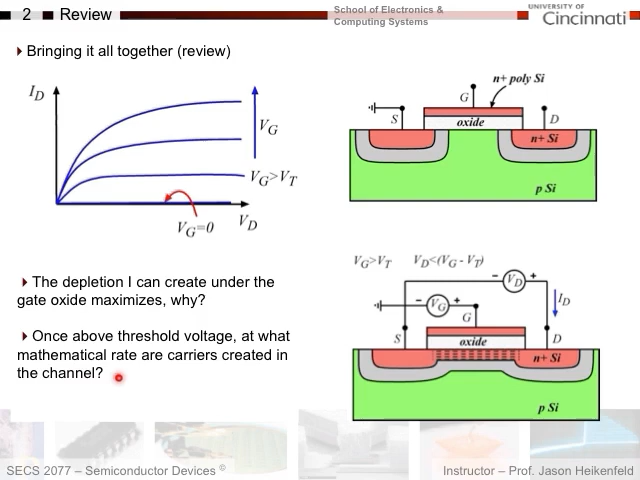 2 Review
School of Electronics &
Computing Systems
UNIVERSITY OF
Cincinnati
Bringing it all together (review)
I_D
V_G
V_G>V_T
V_G=0
V_D
n+ poly Si
G
S
oxide
D
n+ Si
p Si
The depletion I can create under the
gate oxide maximizes, why?
Once above threshold voltage, at what
mathematical rate are carriers created in
the channel?
V_G>V_T V_D<(V_G - V_T)
- V_D +
- V_G +
I_D
G
S
oxide
D
n+ Si
p Si
SECS 2077 – Semiconductor Devices ©
Instructor – Prof. Jason Heikenfeld